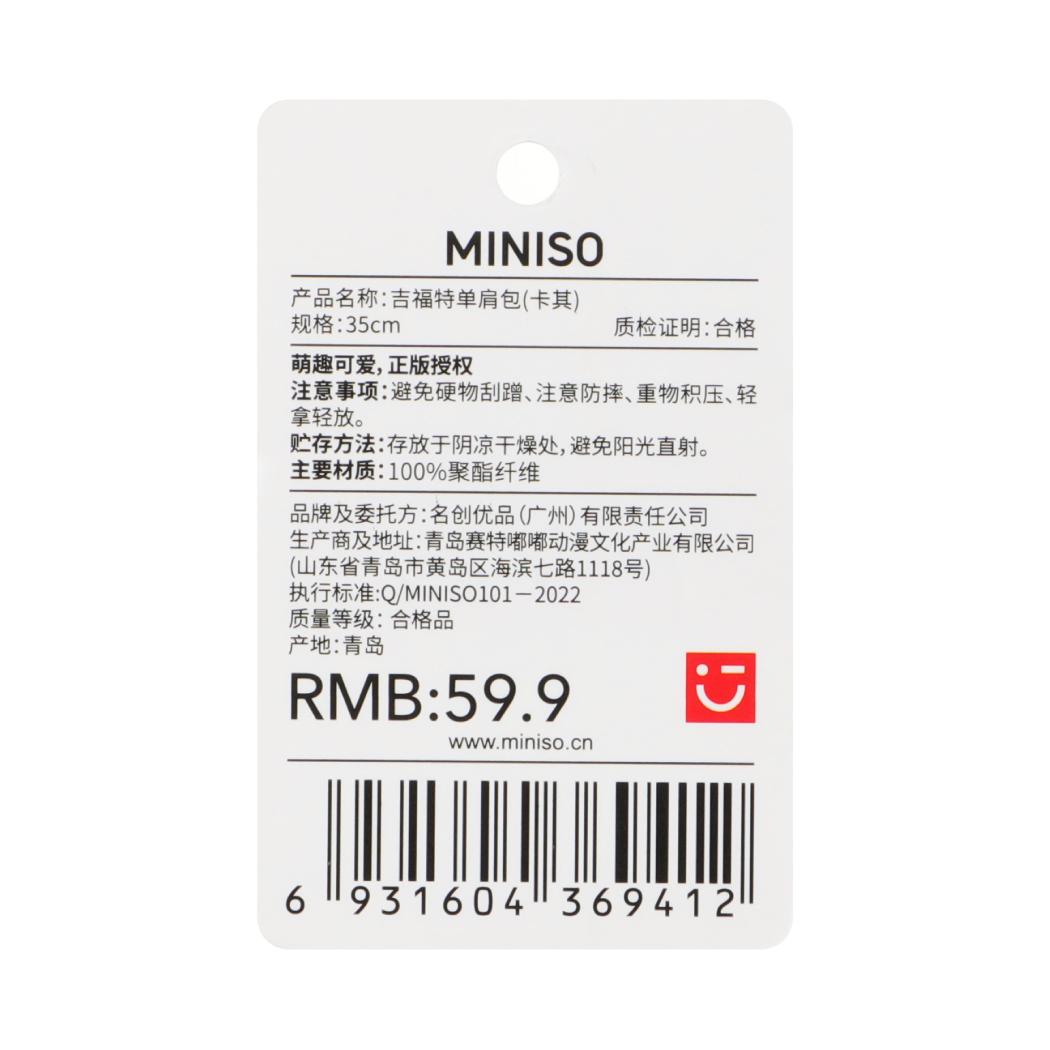 MINISO
产品名称:吉福特单肩包(卡其)
规格:35cm 质检证明:合格
萌趣可爱,正版授权
注意事项:避免硬物刮蹭、注意防摔、重物积压、轻
拿轻放。
贮存方法:存放于阴凉干燥处,避免阳光直射。
主要材质:100%聚酯纤维
品牌及委托方:名创优品(广州)有限责任公司
生产商及地址:青岛赛特嘟嘟动漫文化产业有限公司
(山东省青岛市黄岛区海滨七路1118号)
执行标准:Q/MINISO101-2022
质量等级:合格品
产地:青岛
RMB:59.9
www.miniso.cn
6 931604 369412